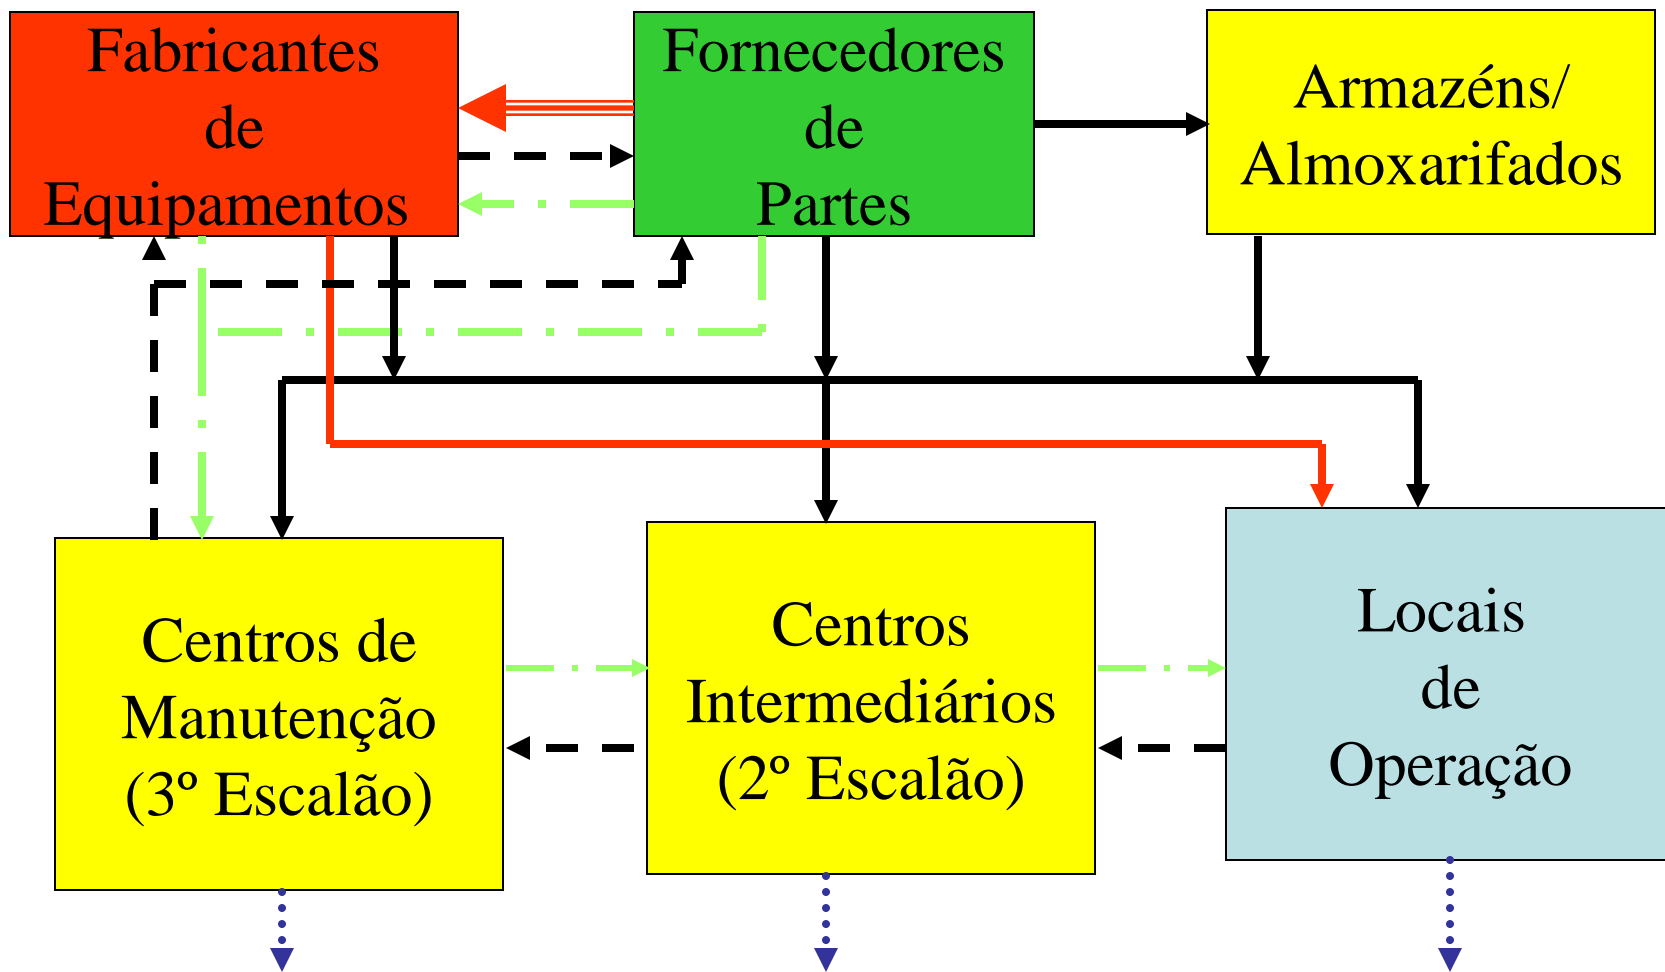 Fabricantes
de
Equipamentos
Fornecedores
de
Partes
Armazéns/
Almoxarifados
Centros de
Manutenção
(3º Escalão)
Centros
Intermediários
(2º Escalão)
Locais
de
Operação